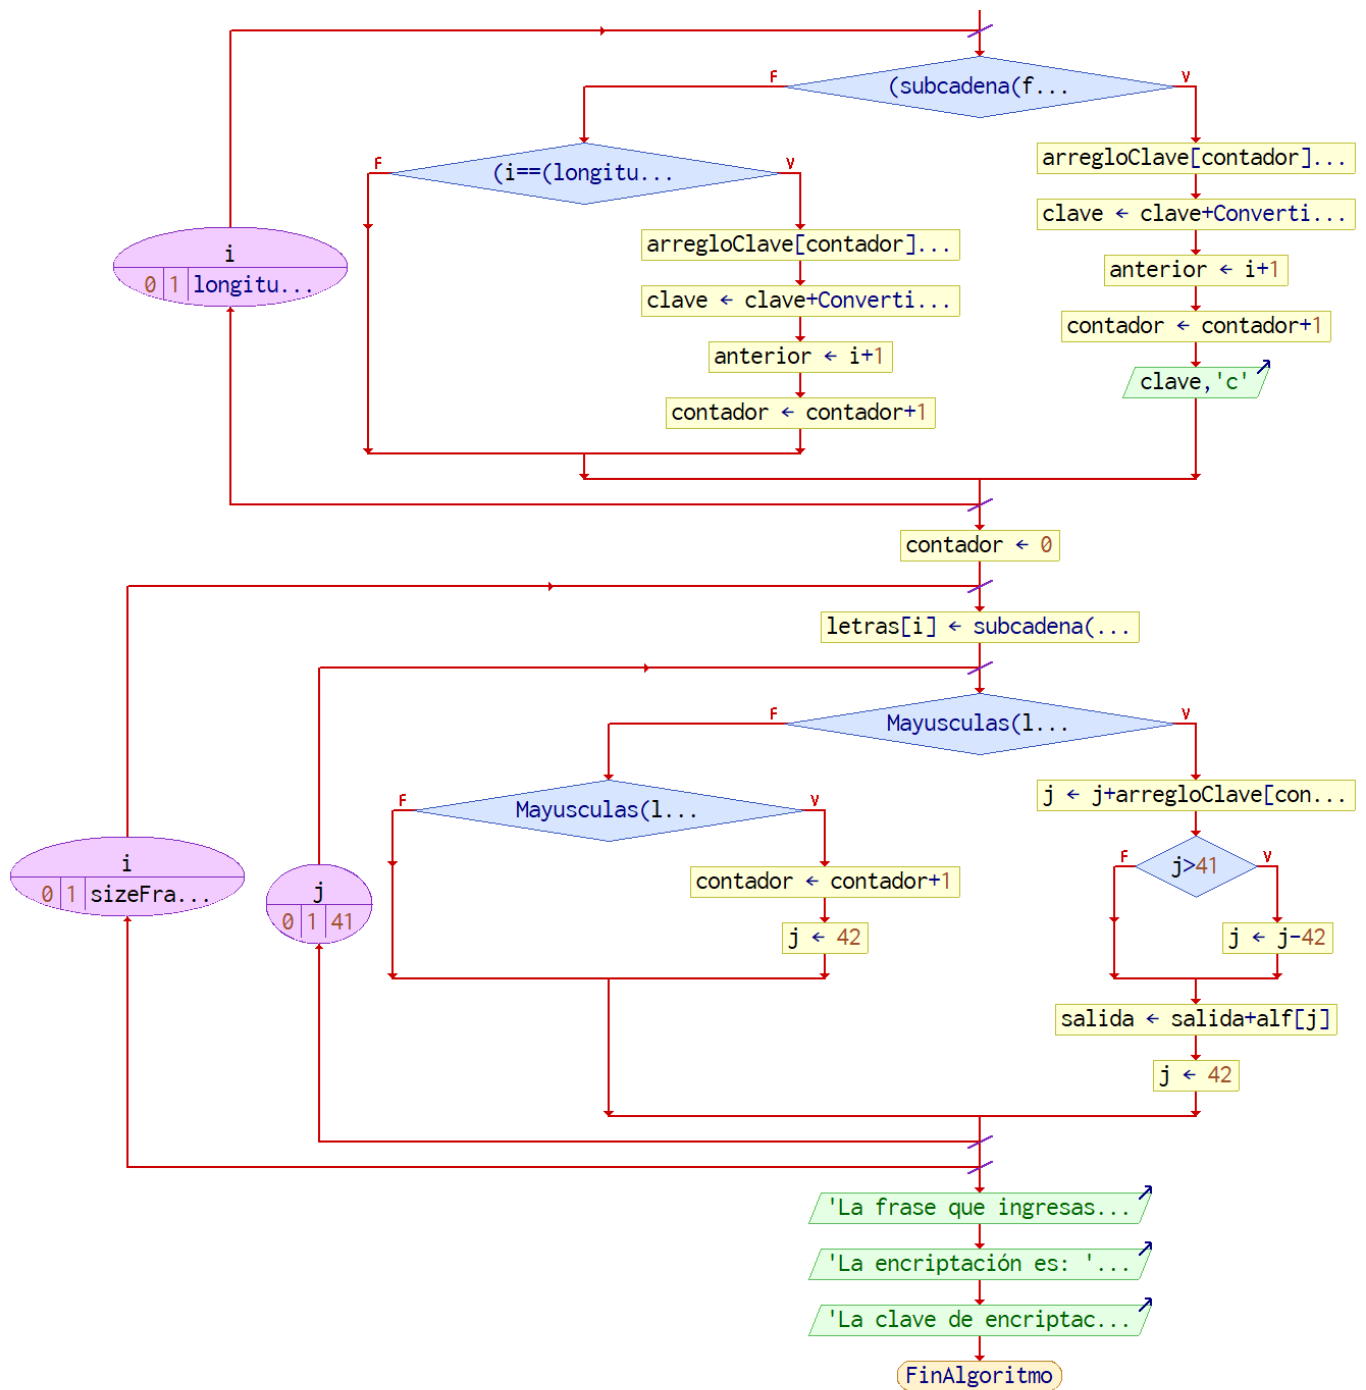 F
(subcadena(f...
V
F
(i==(longitu...
V
arregloClave[contador]...
clave ← clave+Converti...
anterior ← i+1
contador ← contador+1
clave,'c'
i
0 1 longitu...
arregloClave[contador]...
clave ← clave+Converti...
anterior ← i+1
contador ← contador+1
contador ← 0
letras[i] ← subcadena(...
F
Mayusculas(l...
V
F
Mayusculas(l...
V
j ← j+arregloClave[con...
i
0 1 sizeFra...
j
0 1 41
contador ← contador+1
j ← 42
F
j>41
V
j ← j-42
salida ← salida+alf[j]
j ← 42
'La frase que ingresas...
'La encriptación es: '...
'La clave de encriptac...
FinAlgoritmo